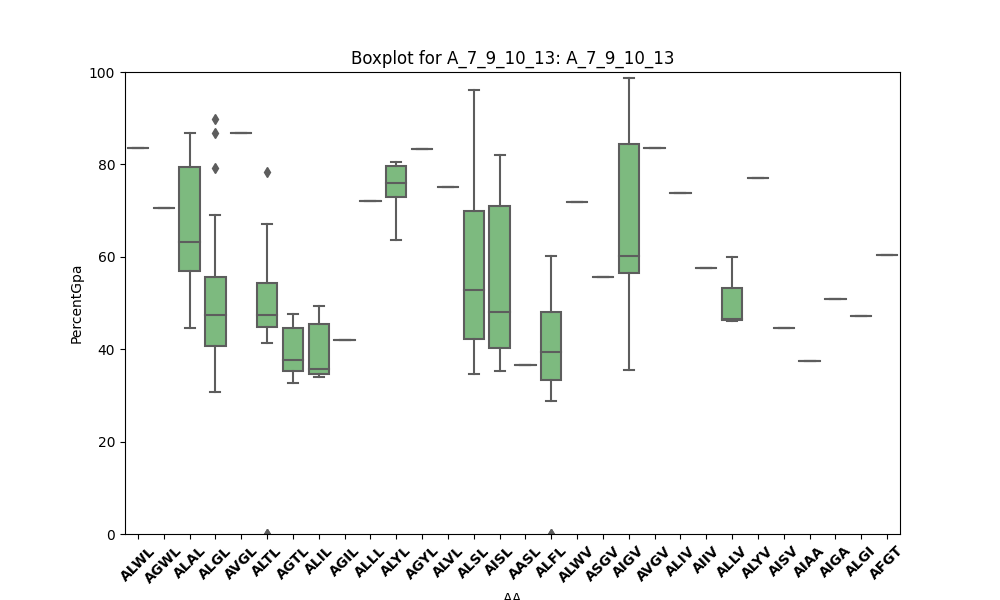 Boxplot for A_7_9_10_13: A_7_9_10_13
100
80
60
40
20
0
PercentGpa
ALWL AGWL ALAL ALGL AVGL ALTL AGTL ALIL AGIL ALLL ALYL AGYL ALVL ALSL AISL AASL ALFL ALWV ASGV AIGV AVGV ALIV AIIV ALLV ALYV AISV AIAA AIGA ALGI AFGT
AA